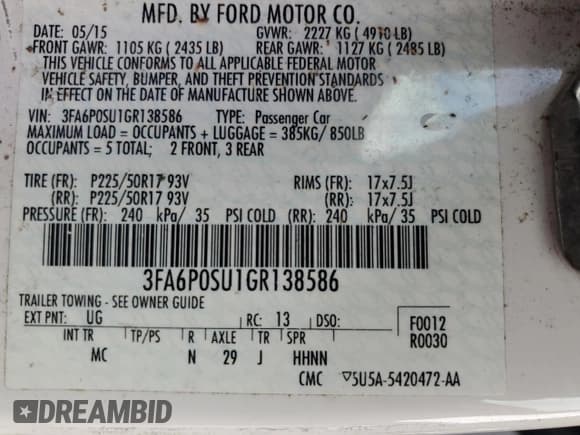 MFD. BY FORD MOTOR CO.
DATE: 05/15 GVWR: 2227 KG ( 4910 LB)
FRONT GAWR: 1105 KG ( 2435 LB) REAR GAWR: 1127 KG ( 2485 LB)
THIS VEHICLE CONFORMS TO ALL APPLICABLE FEDERAL MOTOR
VEHICLE SAFETY, BUMPER, AND THEFT PREVENTION STANDARDS
IN EFFECT ON THE DATE OF MANUFACTURE SHOWN ABOVE.
VIN: 3FA6P0SU1GR138586 TYPE: Passenger Car
MAXIMUM LOAD = OCCUPANTS + LUGGAGE = 385KG/ 850LB
OCCUPANTS = 5 TOTAL; 2 FRONT, 3 REAR
TIRE (FR): P225/50R17 93V RIMS (FR): 17x7.5J
(RR): P225/50R17 93V (RR): 17x7.5J
PRESSURE (FR): 240 kPa/ 35 PSI COLD (RR): 240 kPa/ 35 PSI COLD
3FA6P0SU1GR138586
TRAILER TOWING - SEE OWNER GUIDE
EXT PNT: UG RC: 13 DSO: F0012
INT TR TP/PS R AXLE TR SPR R0030
MC N 29 J HHNN
CMC ▽5U5A-5420472-AA
DREAMBID